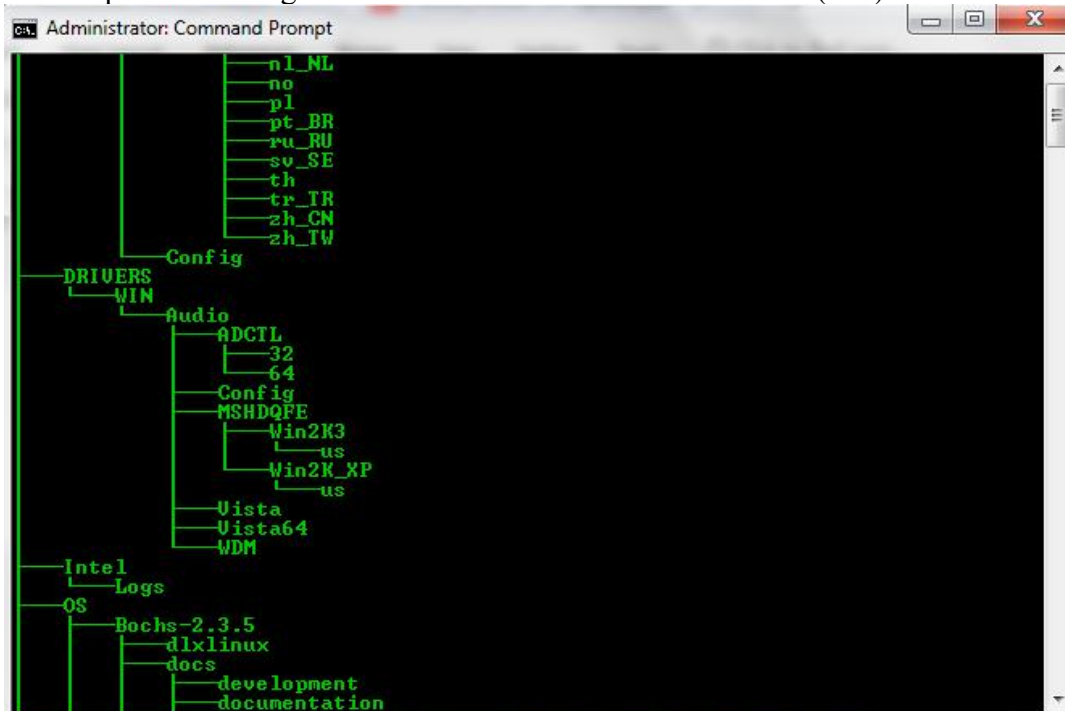 Administrator: Command Prompt
nl_NL
no
pl
pt_BR
ru_RU
sv_SE
th
tr_TR
zh_CN
zh_TW
Config
DRIVERS
WIN
Audio
ADCTL
32
64
Config
MSHDQFE
Win2K3
us
Win2K_XP
us
Vista
Vista64
WDM
Intel
Logs
OS
Bochs-2.3.5
dlxlinux
docs
development
documentation